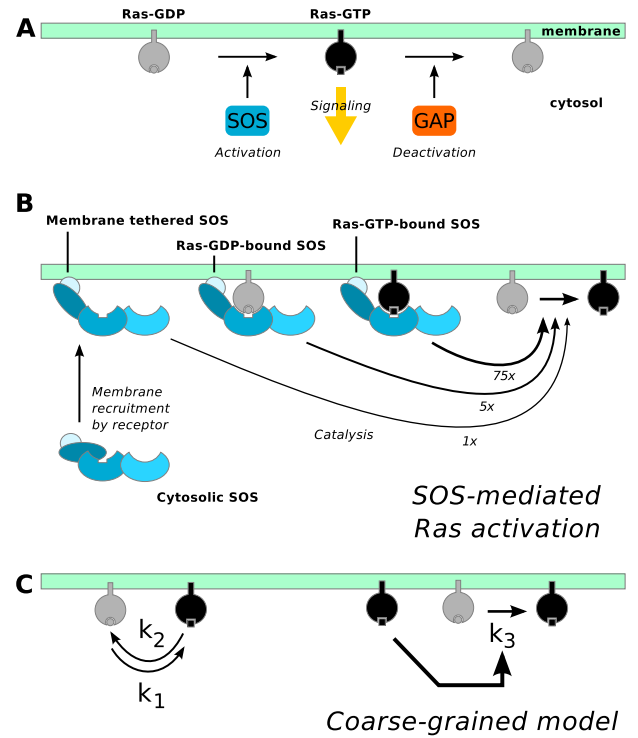 A
Ras-GDP
Ras-GTP
membrane
Signaling
cytosol
SOS
GAP
Activation
Deactivation
B
Membrane tethered SOS
Ras-GTP-bound SOS
Ras-GDP-bound SOS
75x
Membrane
recruitment
by receptor
5x
Catalysis
1x
Cytosolic SOS
SOS-mediated
Ras activation
C
k2
k3
k1
Coarse-grained model